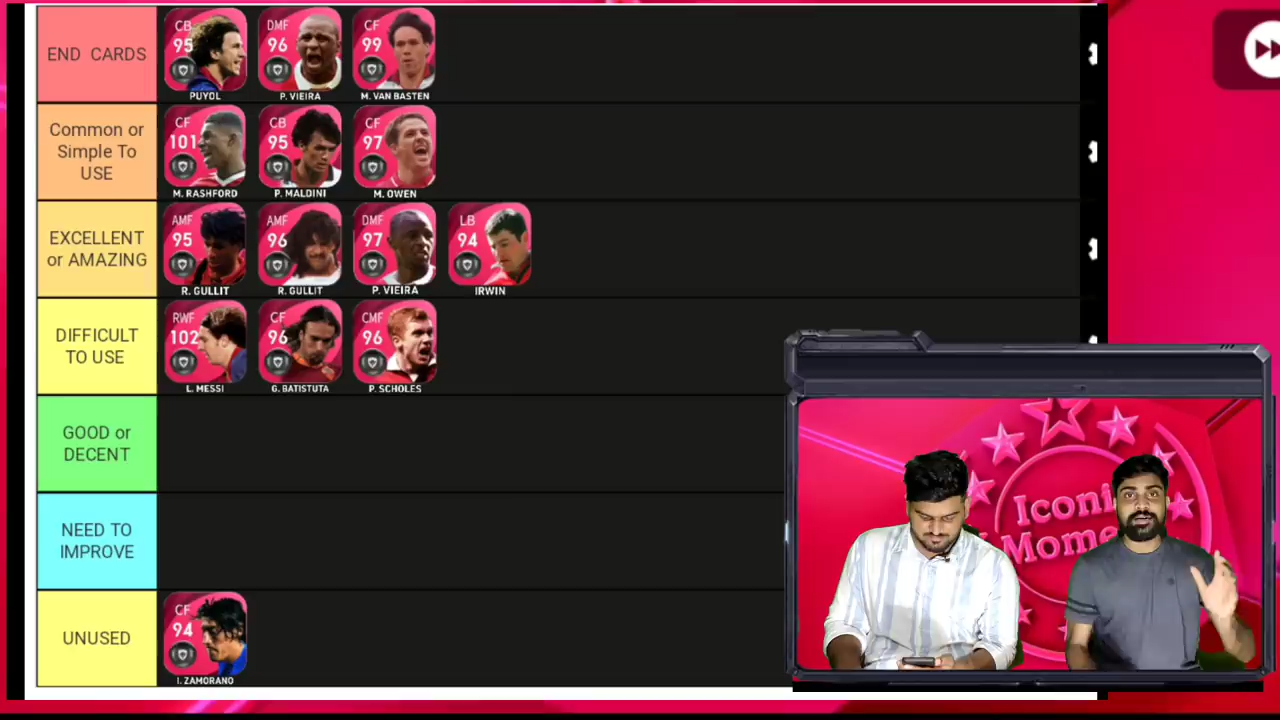 END CARDS
CB
95
PUYOL
DMF
96
P. VIEIRA
CF
99
M. VAN BASTEN
Common or
Simple To
USE
CF
101
M. RASHFORD
CB
95
P. MALDINI
CF
97
M. OWEN
EXCELLENT
or AMAZING
AMF
95
R. GULLIT
AMF
96
R. GULLIT
DMF
97
P. VIEIRA
LB
94
IRWIN
DIFFICULT
TO USE
RWF
102
L. MESSI
CF
96
G. BATISTUTA
CMF
96
P. SCHOLES
GOOD or
DECENT
NEED TO
IMPROVE
UNUSED
CF
94
I. ZAMORANO
Iconi
Mome